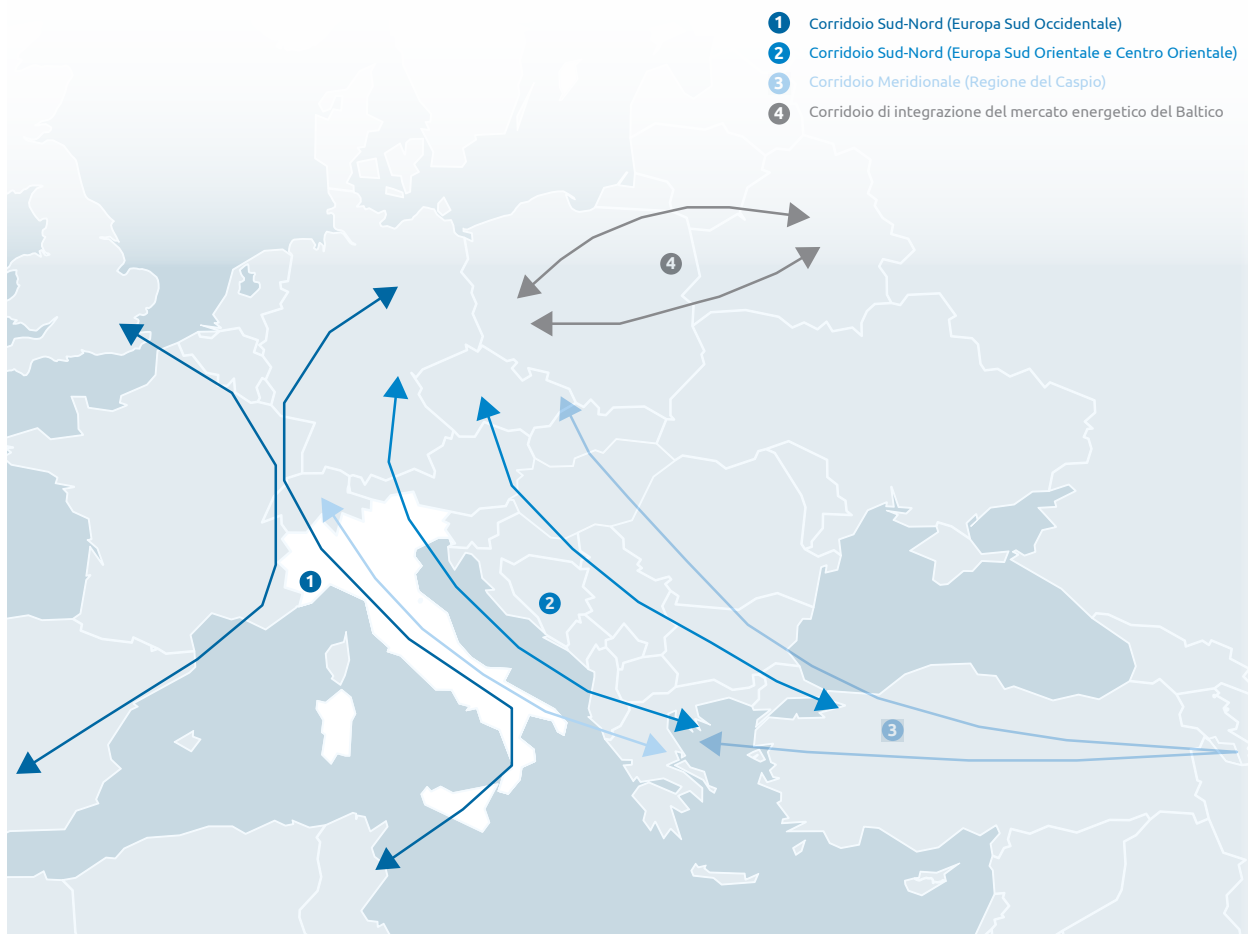 1 Corridoio Sud-Nord (Europa Sud Occidentale)
2 Corridoio Sud-Nord (Europa Sud Orientale e Centro Orientale)
3 Corridoio Meridionale (Regione del Caspio)
4 Corridoio di integrazione del mercato energetico del Baltico
4
1
2
3